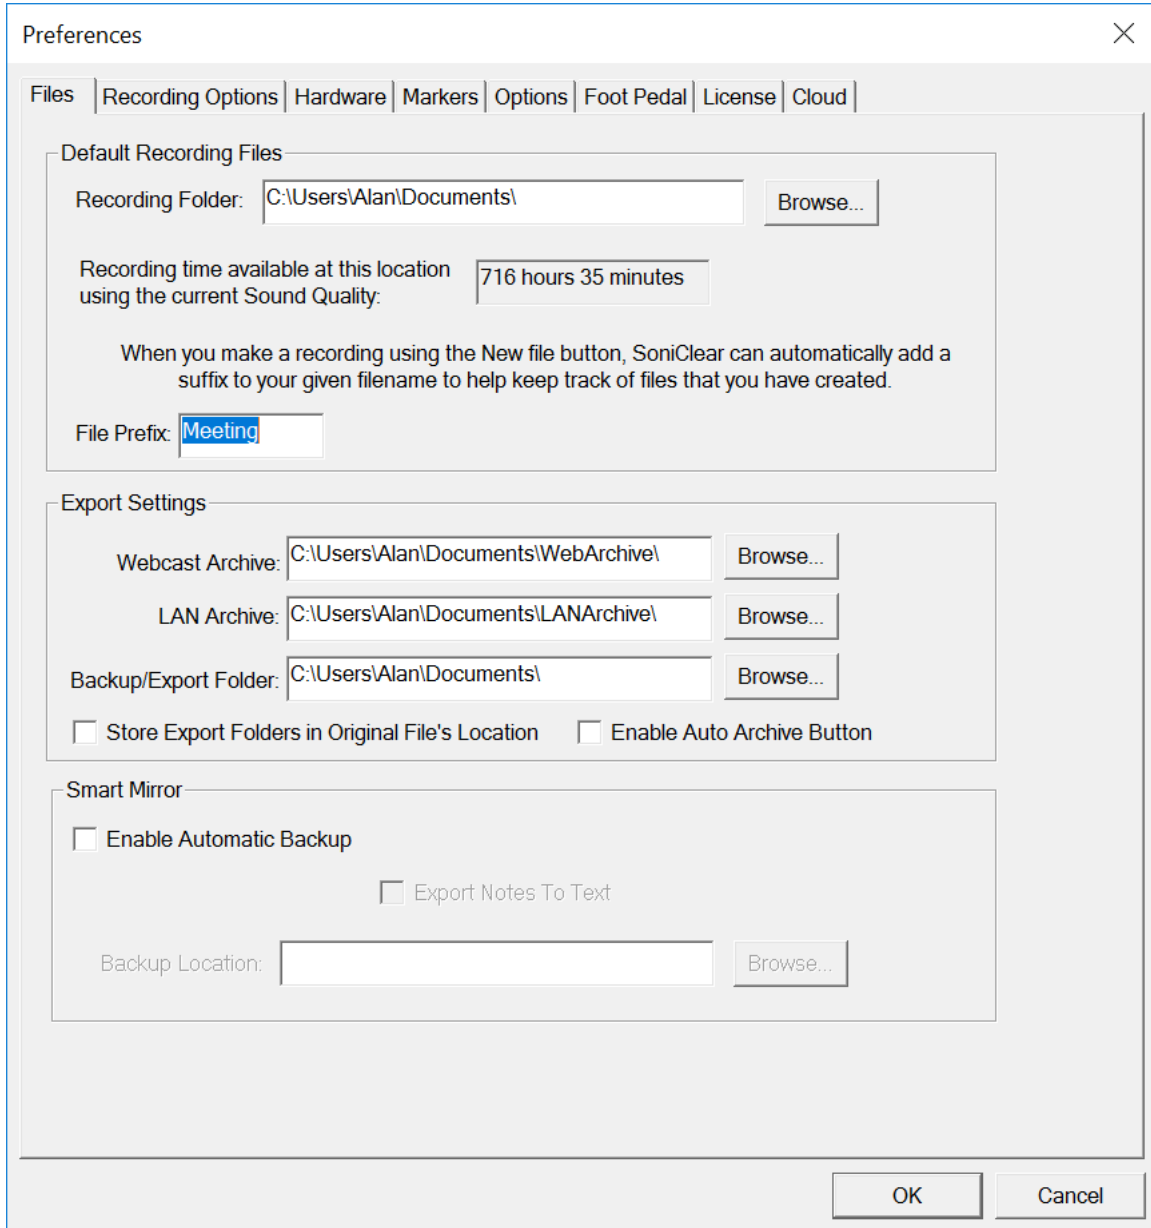 Preferences
Files Recording Options Hardware Markers Options Foot Pedal License Cloud
Default Recording Files
Recording Folder: C:\Users\Alan\Documents\ Browse...
Recording time available at this location
using the current Sound Quality: 716 hours 35 minutes
When you make a recording using the New file button, SoniClear can automatically add a
suffix to your given filename to help keep track of files that you have created.
File Prefix: Meeting
Export Settings
Webcast Archive: C:\Users\Alan\Documents\WebArchive\ Browse...
LAN Archive: C:\Users\Alan\Documents\LANArchive\ Browse...
Backup/Export Folder: C:\Users\Alan\Documents\ Browse...
Store Export Folders in Original File's Location Enable Auto Archive Button
Smart Mirror
Enable Automatic Backup
Export Notes To Text
Backup Location: Browse...
OK Cancel